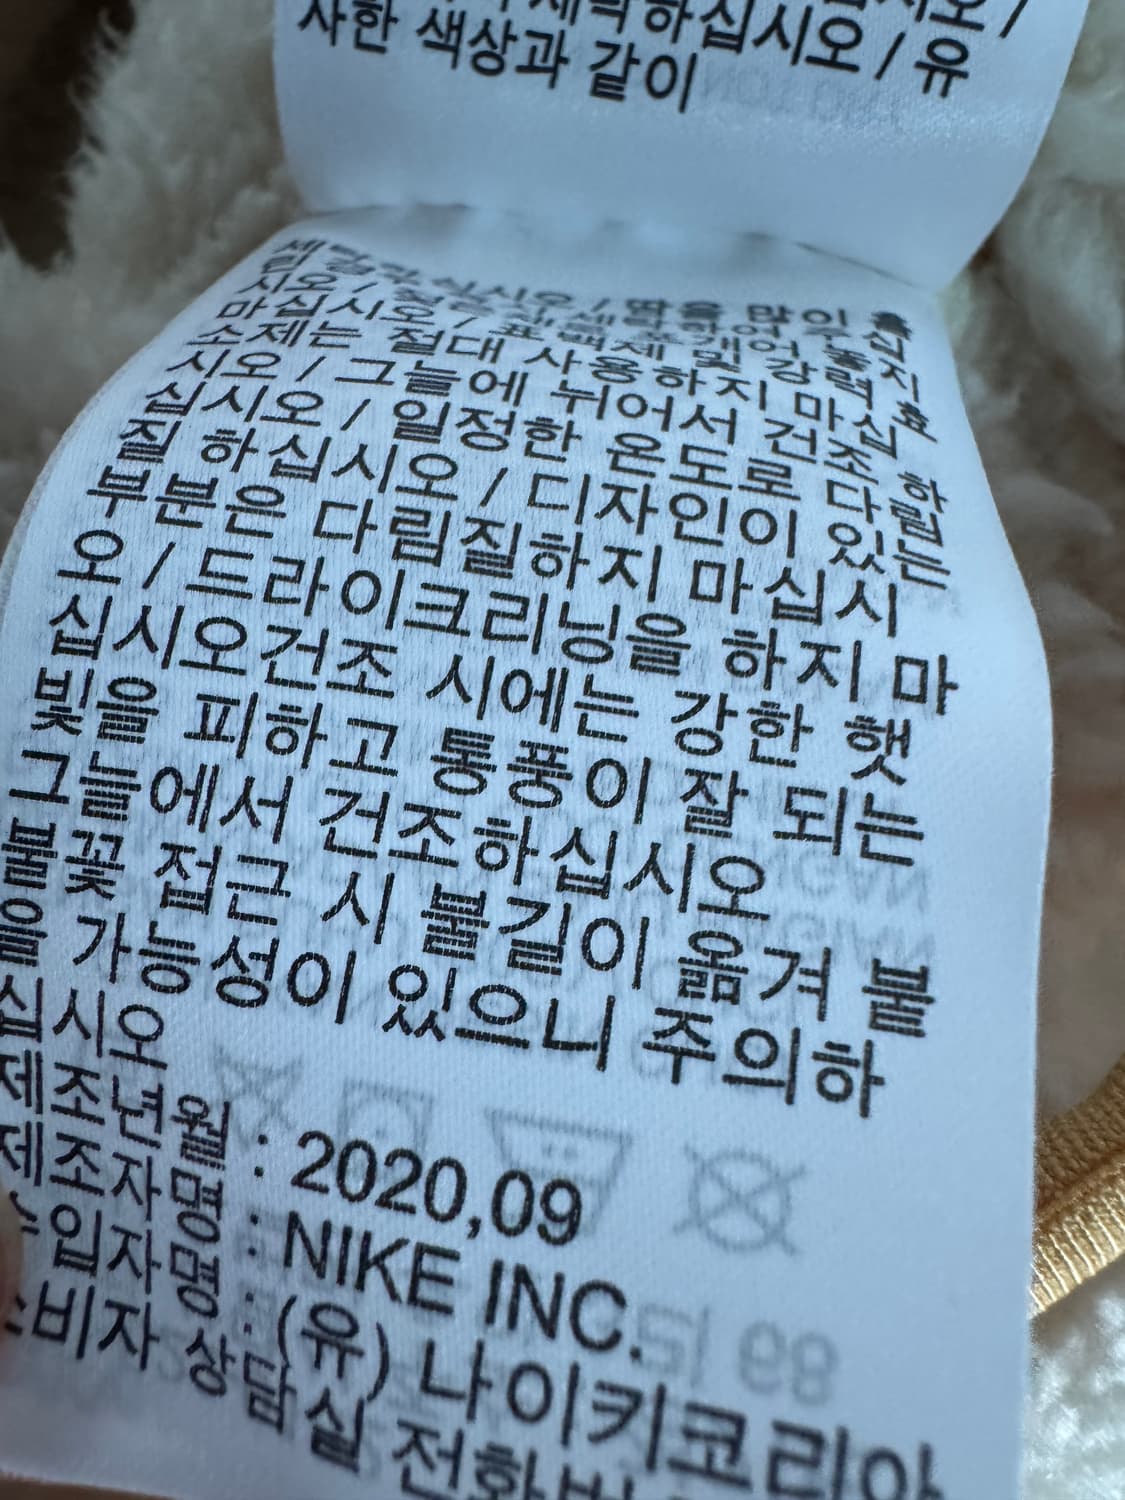 세탁하십시오 / 유
사한 색상과 같이
시오 / 땀을 많이 흘
마십시오 / 표백제 및 강력 효
소제는 절대 사용하지 마십
시오 / 그늘에 뉘어서 건조 하
십시오 / 일정한 온도로 다림
질 하십시오 / 디자인이 있는
부분은 다림질하지 마십시
오 / 드라이크리닝을 하지 마
십시오건조 시에는 강한 햇
빛을 피하고 통풍이 잘 되는
그늘에서 건조하십시오
불꽃 접근 시 불길이 옮겨 붙
을 가능성이 있으니 주의하
십시오
제조년월 : 2020,09
제조자명 : NIKE INC.
수입자명 : (유) 나이키코리아
소비자 상담실 전화번